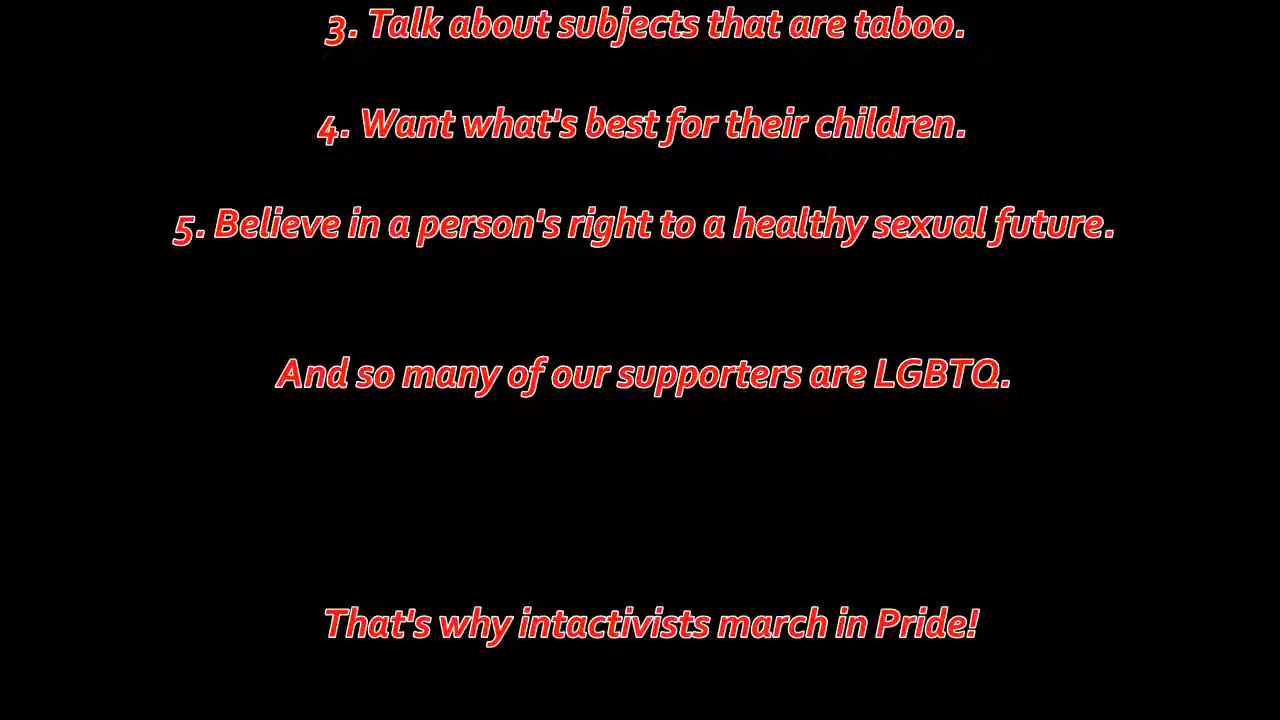 3. Talk about subjects that are taboo.
4. Want what's best for their children.
5. Believe in a person's right to a healthy sexual future.
And so many of our supporters are LGBTQ.
That's why intactivists march in Pride!